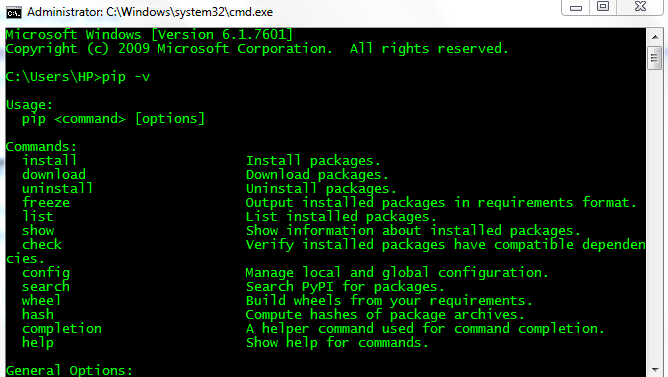 Administrator: C:\Windows\system32\cmd.exe
Microsoft Windows [Version 6.1.7601]
Copyright (c) 2009 Microsoft Corporation.  All rights reserved.
C:\Users\HP>pip -v
Usage:
  pip <command> [options]
Commands:
  install                     Install packages.
  download                    Download packages.
  uninstall                   Uninstall packages.
  freeze                      Output installed packages in requirements format.
  list                        List installed packages.
  show                        Show information about installed packages.
  check                       Verify installed packages have compatible dependen
cies.
  config                      Manage local and global configuration.
  search                      Search PyPI for packages.
  wheel                       Build wheels from your requirements.
  hash                        Compute hashes of package archives.
  completion                  A helper command used for command completion.
  help                        Show help for commands.
General Options: